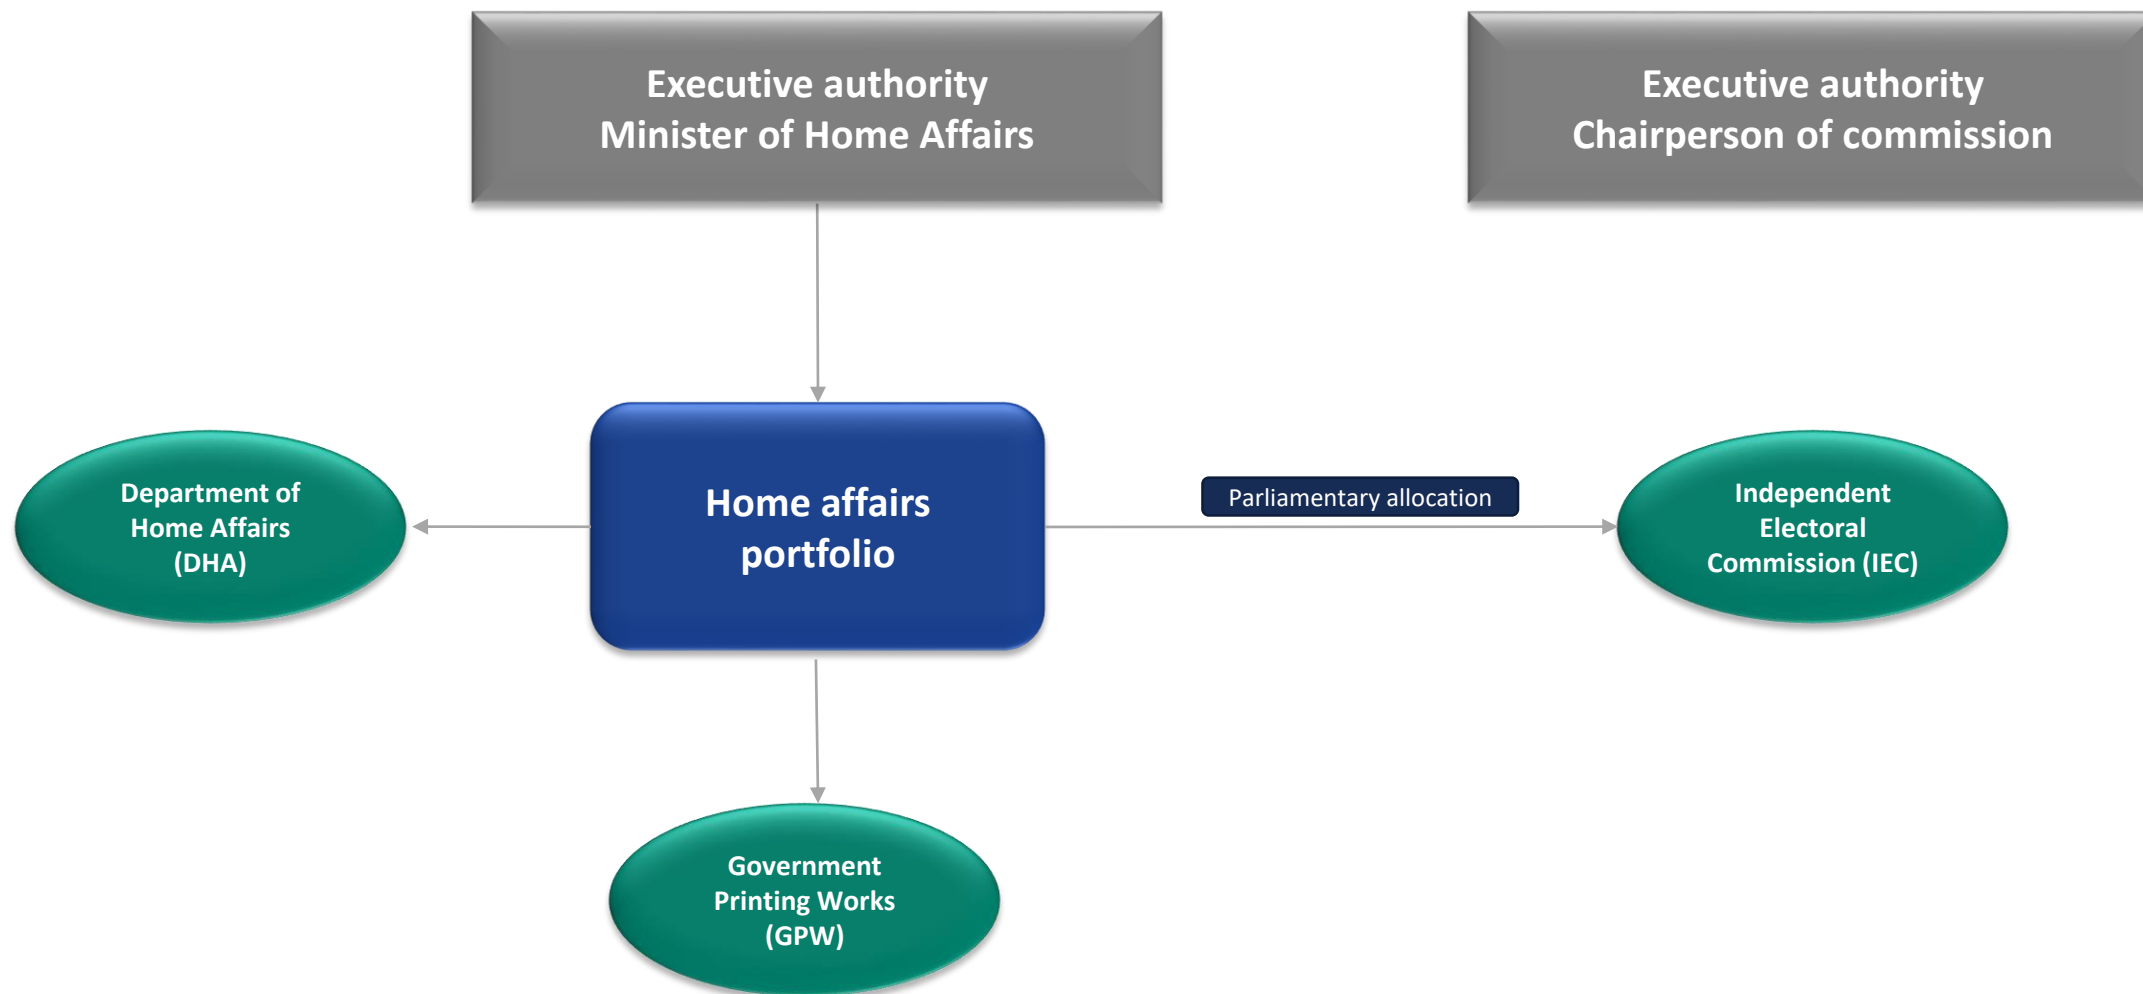 Executive authority
Minister of Home Affairs
Executive authority
Chairperson of commission
Department of
Home Affairs
(DHA)
Home affairs
portfolio
Parliamentary allocation
Independent
Electoral
Commission (IEC)
Government
Printing Works
(GPW)